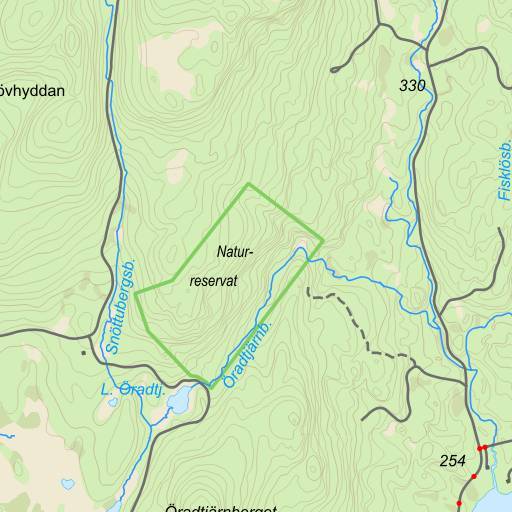 övhyddan
330
Fisklösb.
Natur-
reservat
Snöttubergsb.
Öradtjärnb.
L. Öradtj.
254
Öradtjärnberget